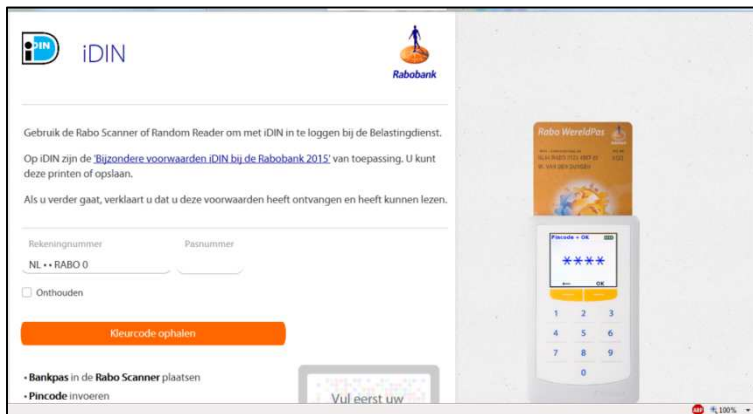 iDIN
iDIN
Rabobank
Gebruik de Rabo Scanner of Random Reader om met iDIN in te loggen bij de Belastingdienst.
Op iDIN zijn de 'Bijzondere voorwaarden iDIN bij de Rabobank 2015' van toepassing. U kunt
deze printen of opslaan.
Als u verder gaat, verklaart u dat u deze voorwaarden heeft ontvangen en heeft kunnen lezen.
Rekeningnummer Pasnummer
NL •• RABO 0
Onthouden
Kleurcode ophalen
• Bankpas in de Rabo Scanner plaatsen
• Pincode invoeren
Vul eerst uw
Rabo WereldPas
Pincode + OK
****
← OK
1 2 3
4 5 6
7 8 9
0
ABP 100%